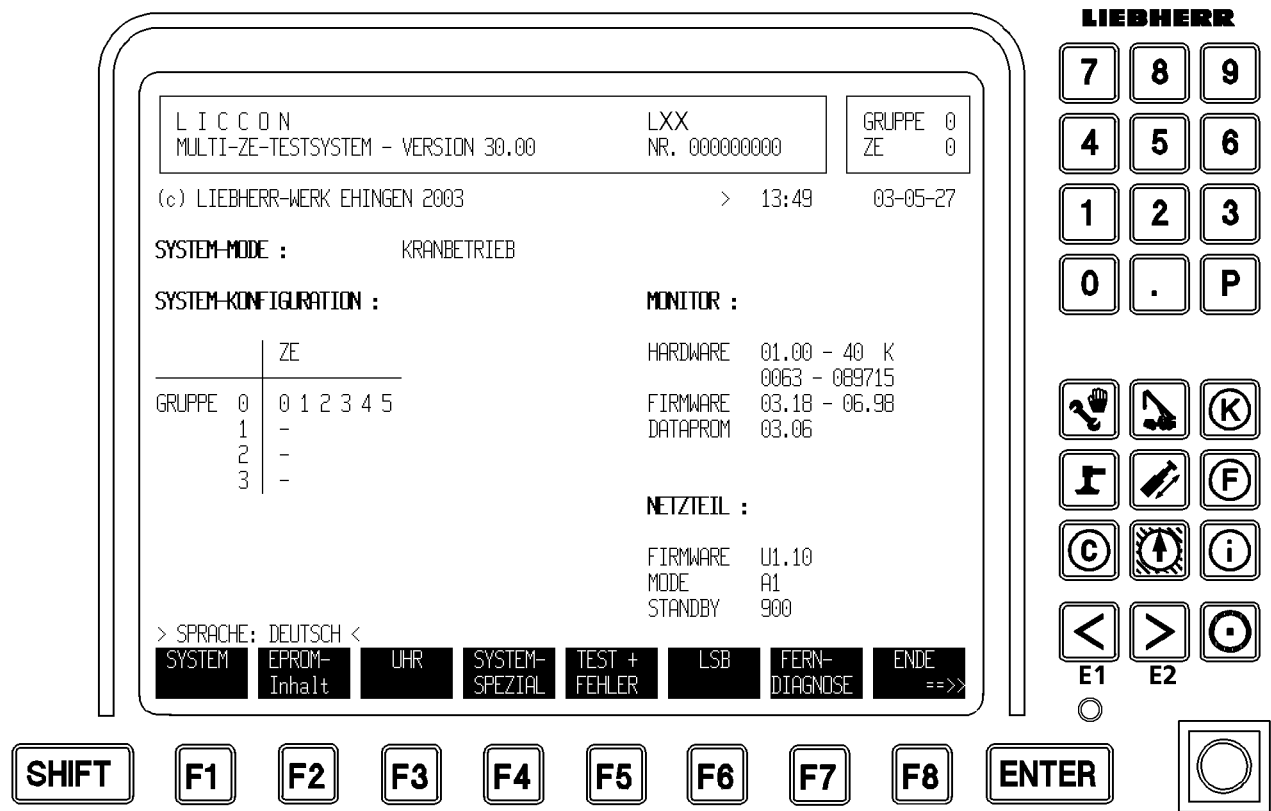 LIEBHERR
L I C C O N LXX GRUPPE 0
MULTI-ZE-TESTSYSTEM - VERSION 30.00 NR. 000000000 ZE 0
(c) LIEBHERR-WERK EHINGEN 2003 > 13:49 03-05-27
SYSTEM-MODE : KRANBETRIEB
SYSTEM-KONFIGURATION : MONITOR :
ZE HARDWARE 01.00 - 40 K
0063 - 089715
GRUPPE 0 0 1 2 3 4 5 FIRMWARE 03.18 - 06.98
1 - DATAPROM 03.06
2 -
3 -
NETZTEIL :
FIRMWARE U1.10
MODE A1
STANDBY 900
> SPRACHE: DEUTSCH <
SYSTEM EPROM- UHR SYSTEM- TEST + LSB FERN- ENDE
Inhalt SPEZIAL FEHLER DIAGNOSE ==>>
7 8 9
4 5 6
1 2 3
0 . P
K
F
C i
< >
E1 E2
SHIFT F1 F2 F3 F4 F5 F6 F7 F8 ENTER